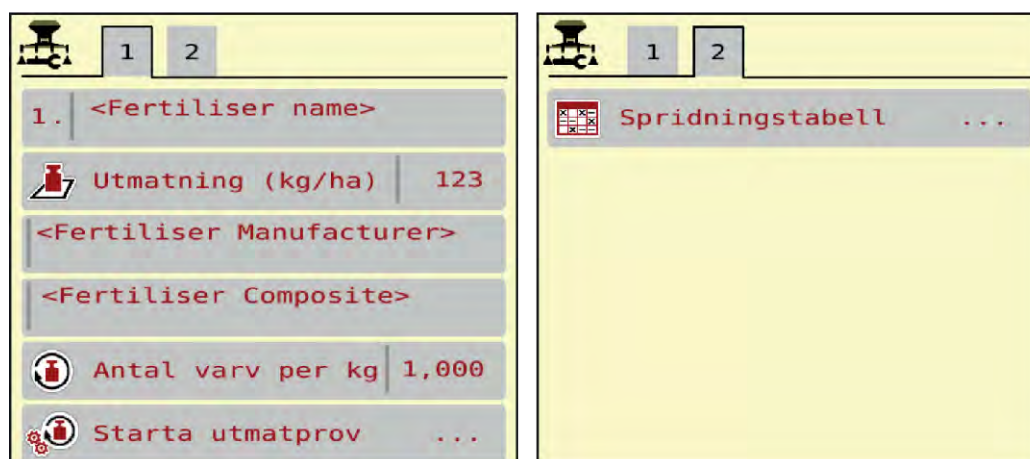 1 2
1. <Fertiliser name>
Utmatning (kg/ha) 123
<Fertiliser Manufacturer>
<Fertiliser Composite>
Antal varv per kg 1,000
Starta utmatprov ...
1 2
Spridningstabell ...